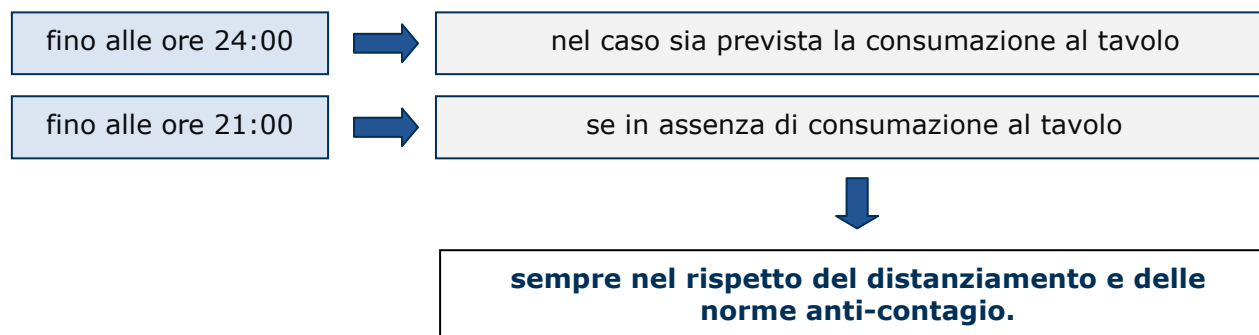 fino alle ore 24:00
nel caso sia prevista la consumazione al tavolo
fino alle ore 21:00
se in assenza di consumazione al tavolo
sempre nel rispetto del distanziamento e delle
norme anti-contagio.